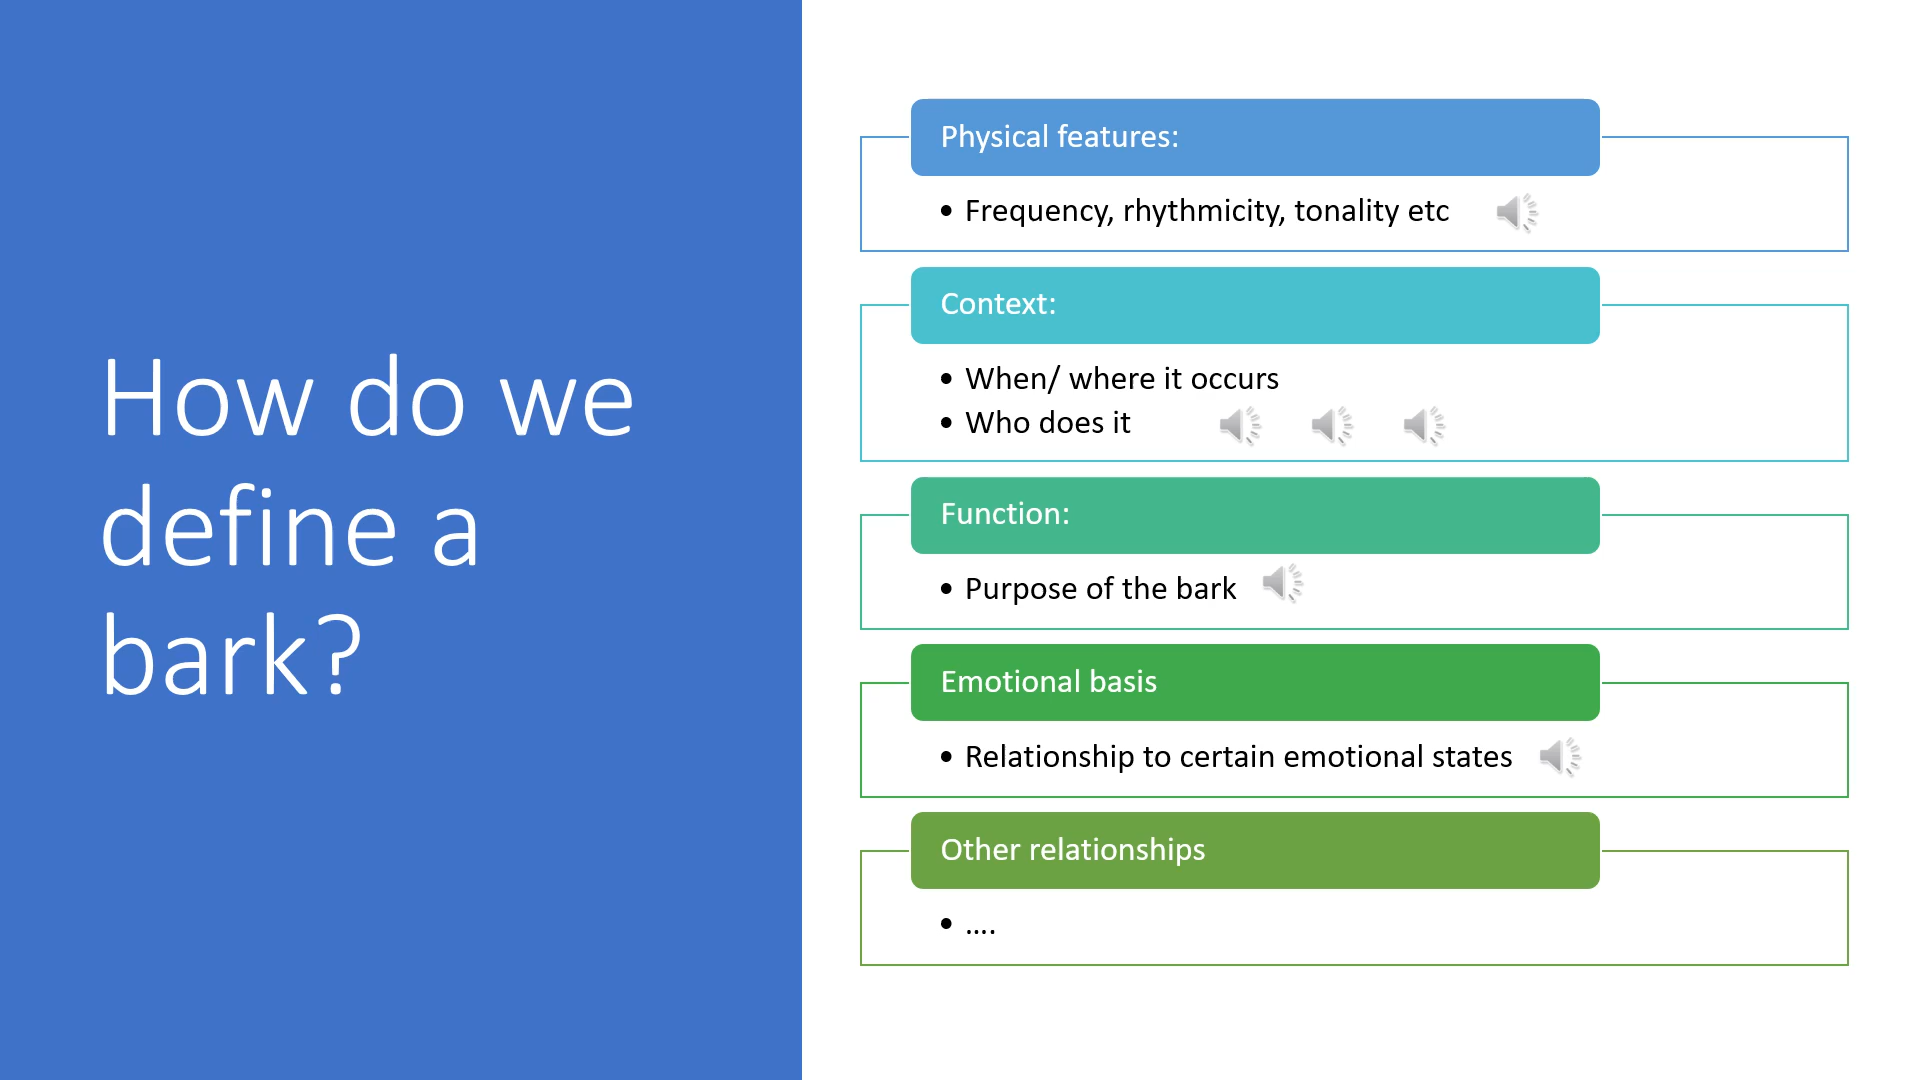 How do we
define a
bark?
Physical features:
• Frequency, rhythmicity, tonality etc
Context:
• When/ where it occurs
• Who does it
Function:
• Purpose of the bark
Emotional basis
• Relationship to certain emotional states
Other relationships
• ....